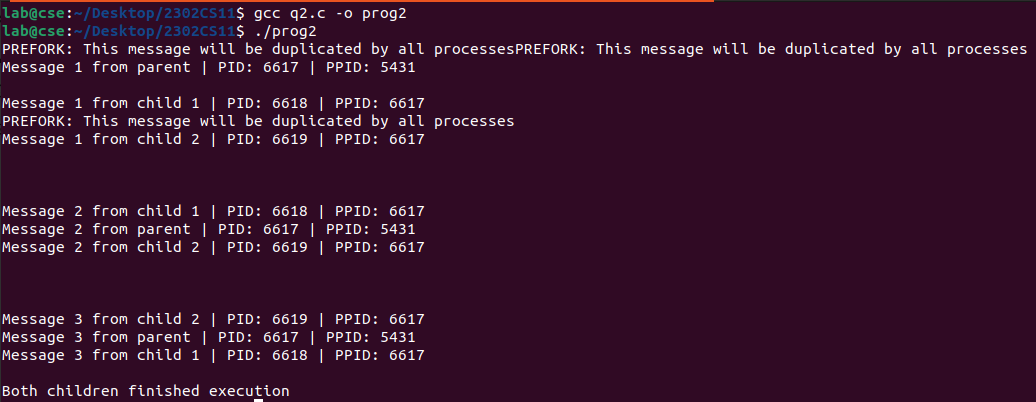 lab@cse:~/Desktop/2302CS11$ gcc q2.c -o prog2
lab@cse:~/Desktop/2302CS11$ ./prog2
PREFORK: This message will be duplicated by all processesPREFORK: This message will be duplicated by all processes
Message 1 from parent | PID: 6617 | PPID: 5431
Message 1 from child 1 | PID: 6618 | PPID: 6617
PREFORK: This message will be duplicated by all processes
Message 1 from child 2 | PID: 6619 | PPID: 6617
Message 2 from child 1 | PID: 6618 | PPID: 6617
Message 2 from parent | PID: 6617 | PPID: 5431
Message 2 from child 2 | PID: 6619 | PPID: 6617
Message 3 from child 2 | PID: 6619 | PPID: 6617
Message 3 from parent | PID: 6617 | PPID: 5431
Message 3 from child 1 | PID: 6618 | PPID: 6617
Both children finished execution